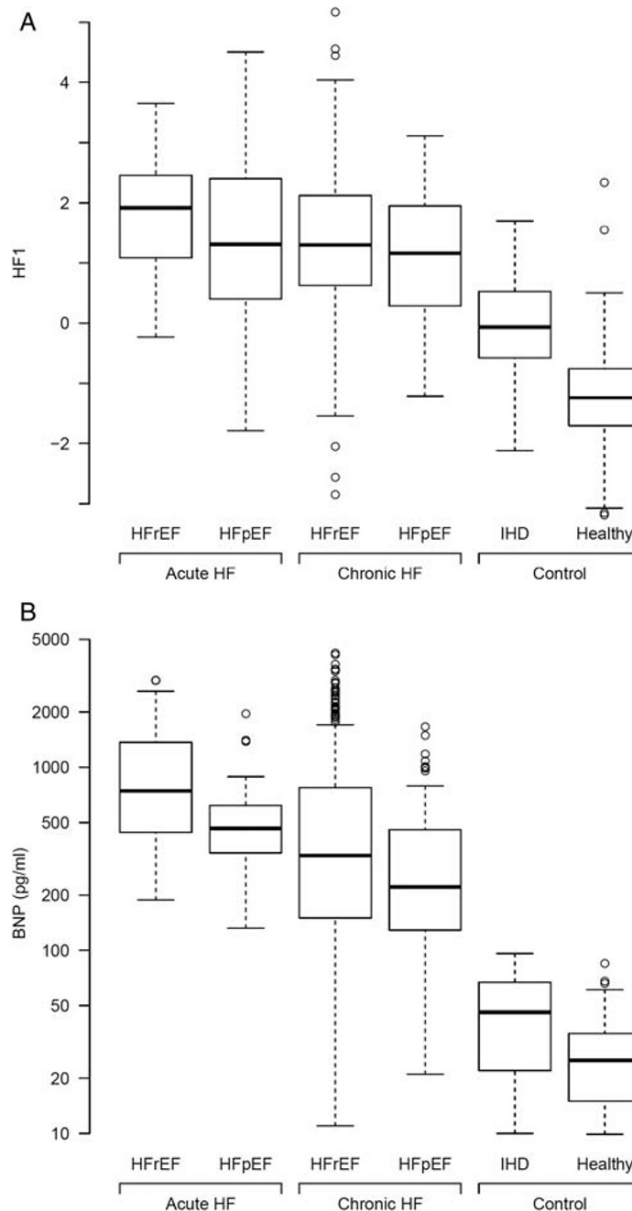 A
HF1
4
2
0
−2
HFrEF HFpEF HFrEF HFpEF IHD Healthy
Acute HF Chronic HF Control
B
BNP (pg/ml)
5000
2000
1000
500
200
100
50
20
10
HFrEF HFpEF HFrEF HFpEF IHD Healthy
Acute HF Chronic HF Control